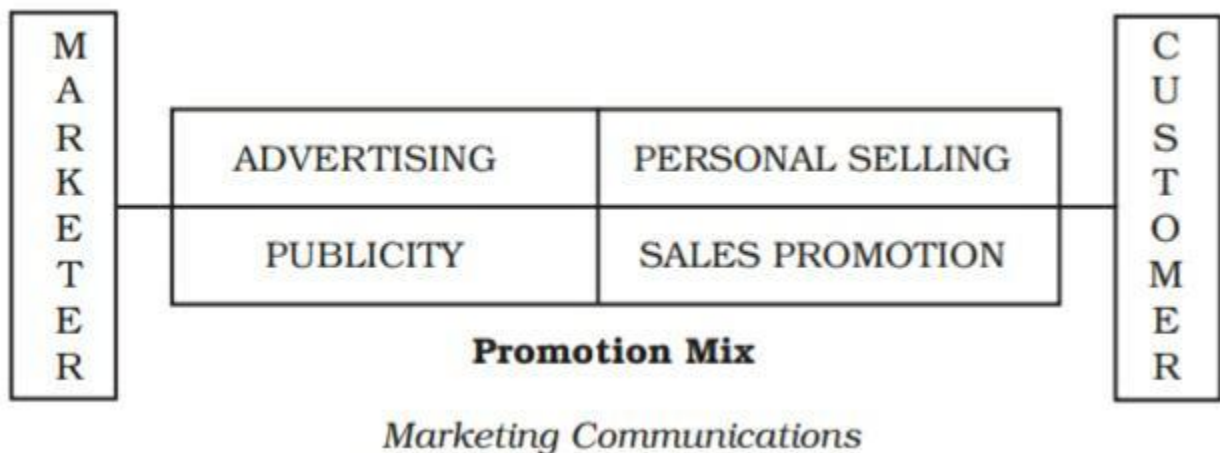 MARKETER
ADVERTISING
PERSONAL SELLING
PUBLICITY
SALES PROMOTION
CUSTOMER
Promotion Mix
Marketing Communications